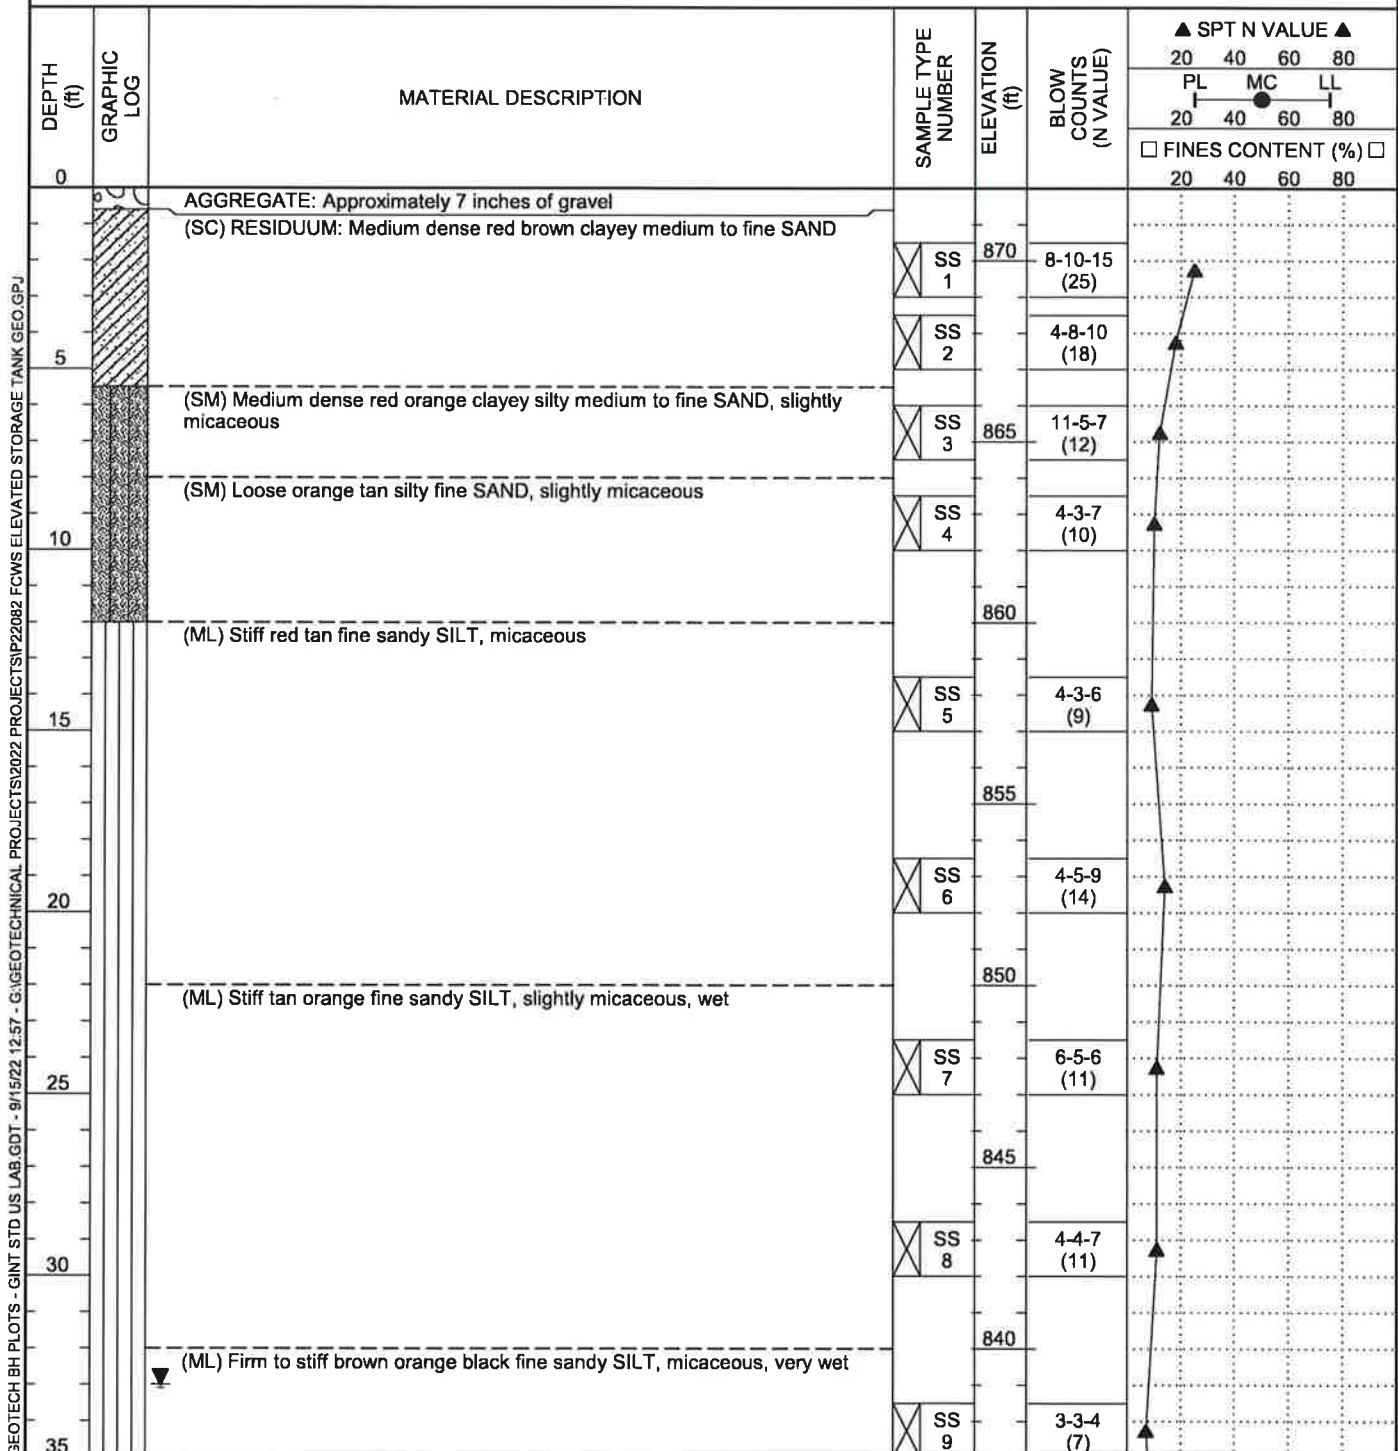 DEPTH
(ft)
GRAPHIC
LOG
MATERIAL DESCRIPTION
SAMPLE TYPE
NUMBER
ELEVATION
(ft)
BLOW
COUNTS
(N VALUE)
▲ SPT N VALUE ▲
20 40 60 80
PL MC LL
20 40 60 80
□ FINES CONTENT (%) □
20 40 60 80
0
AGGREGATE: Approximately 7 inches of gravel
(SC) RESIDUUM: Medium dense red brown clayey medium to fine SAND
870
SS
1
8-10-15
(25)
SS
2
4-8-10
(18)
5
(SM) Medium dense red orange clayey silty medium to fine SAND, slightly
micaceous
SS
3
865
11-5-7
(12)
(SM) Loose orange tan silty fine SAND, slightly micaceous
SS
4
4-3-7
(10)
10
860
(ML) Stiff red tan fine sandy SILT, micaceous
SS
5
4-3-6
(9)
15
855
SS
6
4-5-9
(14)
20
850
(ML) Stiff tan orange fine sandy SILT, slightly micaceous, wet
SS
7
6-5-6
(11)
25
845
SS
8
4-4-7
(11)
30
840
(ML) Firm to stiff brown orange black fine sandy SILT, micaceous, very wet
SS
9
3-3-4
(7)
35
GEOTECH BH PLOTS - GINT STD US LAB.GDT - 9/15/22 12:57 - G:\GEOTECHNICAL PROJECTS\2022 PROJECTS\P22082 FCWS ELEVATED STORAGE TANK GEO.GPJ